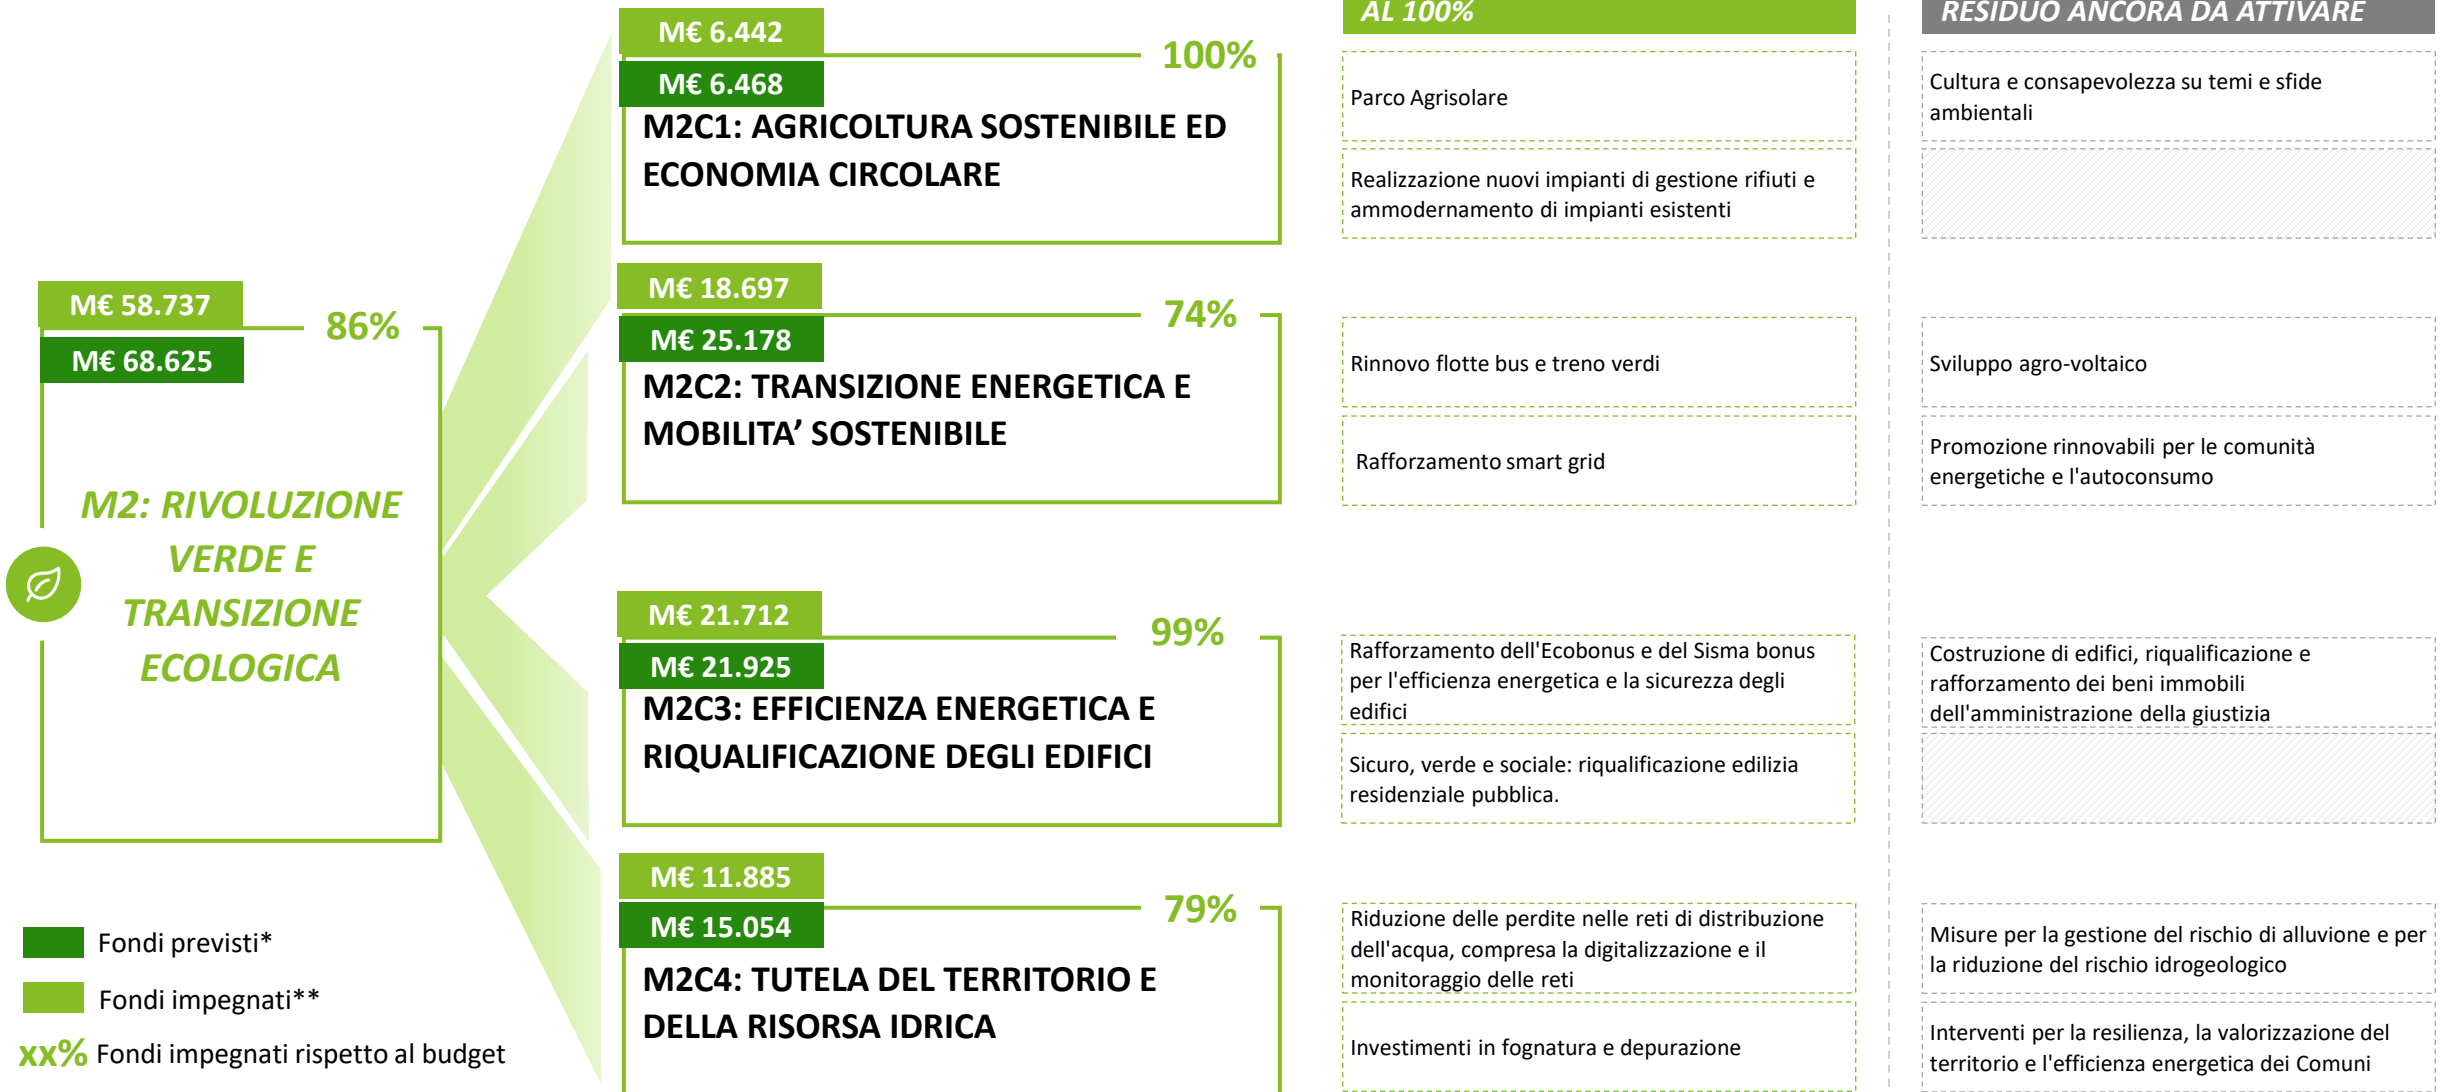 M€ 58.737
86%
M€ 68.625
M2: RIVOLUZIONE
VERDE E
TRANSIZIONE
ECOLOGICA
Fondi previsti*
Fondi impegnati**
xx% Fondi impegnati rispetto al budget
M€ 6.442
100%
M€ 6.468
M2C1: AGRICOLTURA SOSTENIBILE ED
ECONOMIA CIRCOLARE
M€ 18.697
74%
M€ 25.178
M2C2: TRANSIZIONE ENERGETICA E
MOBILITA’ SOSTENIBILE
M€ 21.712
99%
M€ 21.925
M2C3: EFFICIENZA ENERGETICA E
RIQUALIFICAZIONE DEGLI EDIFICI
M€ 11.885
79%
M€ 15.054
M2C4: TUTELA DEL TERRITORIO E
DELLA RISORSA IDRICA
AL 100%
Parco Agrisolare
Realizzazione nuovi impianti di gestione rifiuti e
ammodernamento di impianti esistenti
Rinnovo flotte bus e treno verdi
Rafforzamento smart grid
Rafforzamento dell'Ecobonus e del Sisma bonus
per l'efficienza energetica e la sicurezza degli
edifici
Sicuro, verde e sociale: riqualificazione edilizia
residenziale pubblica.
Riduzione delle perdite nelle reti di distribuzione
dell'acqua, compresa la digitalizzazione e il
monitoraggio delle reti
Investimenti in fognatura e depurazione
RESIDUO ANCORA DA ATTIVARE
Cultura e consapevolezza su temi e sfide
ambientali
Sviluppo agro-voltaico
Promozione rinnovabili per le comunità
energetiche e l'autoconsumo
Costruzione di edifici, riqualificazione e
rafforzamento dei beni immobili
dell'amministrazione della giustizia
Misure per la gestione del rischio di alluvione e per
la riduzione del rischio idrogeologico
Interventi per la resilienza, la valorizzazione del
territorio e l'efficienza energetica dei Comuni